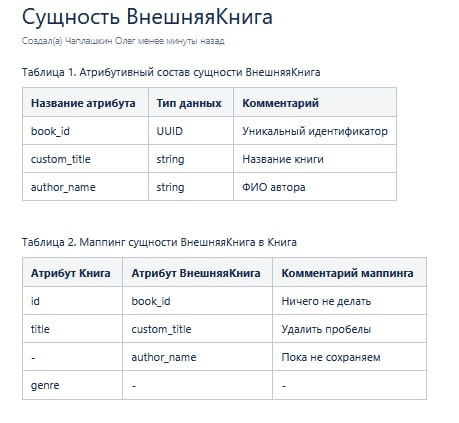 Сущность ВнешняяКнига
Создал(а) Чаплашкин Олег менее минуты назад
Таблица 1. Атрибутивный состав сущности ВнешняяКнига
Название атрибута Тип данных Комментарий
book_id UUID Уникальный идентификатор
custom_title string Название книги
author_name string ФИО автора
Таблица 2. Маппинг сущности ВнешняяКнига в Книга
Атрибут Книга Атрибут ВнешняяКнига Комментарий маппинга
id book_id Ничего не делать
title custom_title Удалить пробелы
- author_name Пока не сохраняем
genre - -